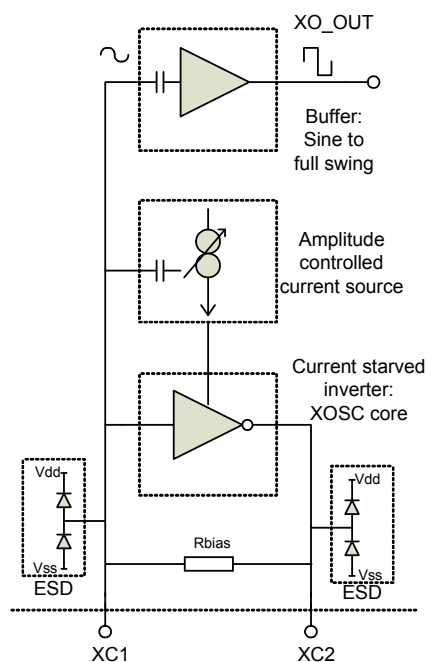 XO_OUT
Buffer:
Sine to
full swing
Amplitude
controlled
current source
Current starved
inverter:
XOSC core
Vdd
Vss
ESD
Rbias
Vdd
Vss
ESD
XC1
XC2